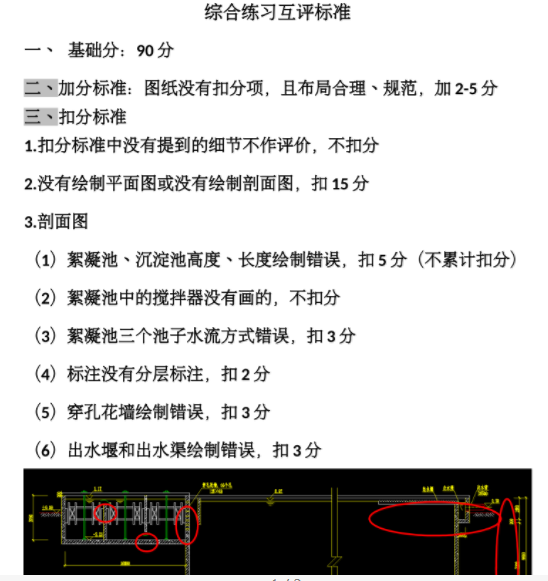 综合练习互评标准
一、 基础分：90 分
二、加分标准：图纸没有扣分项，且布局合理、规范，加 2-5 分
三、扣分标准
1.扣分标准中没有提到的细节不作评价，不扣分
2.没有绘制平面图或没有绘制剖面图，扣 15 分
3.剖面图
（1）絮凝池、沉淀池高度、长度绘制错误，扣 5 分（不累计扣分）
（2）絮凝池中的搅拌器没有画的，不扣分
（3）絮凝池三个池子水流方式错误，扣 3 分
（4）标注没有分层标注，扣 2 分
（5）穿孔花墙绘制错误，扣 3 分
（6）出水堰和出水渠绘制错误，扣 3 分